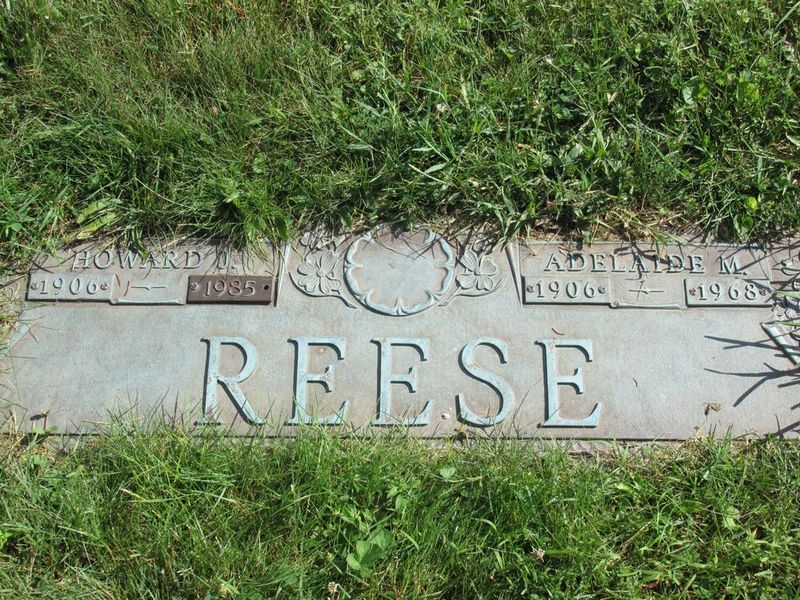 HOWARD J. ADELAIDE M.
1906 1985 1906 1968
REESE